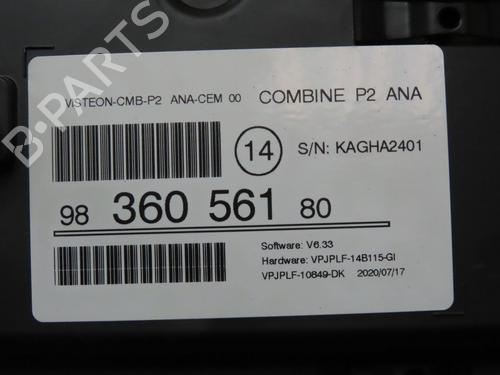 VISTEON-CMB-P2 ANA-CEM 00 COMBINE P2 ANA
14 S/N: KAGHA2401
98 360 561 80
Software: V6.33
Hardware: VPJPLF-14B115-GI
VPJPLF-10849-DK 2020/07/17
B-PARTS